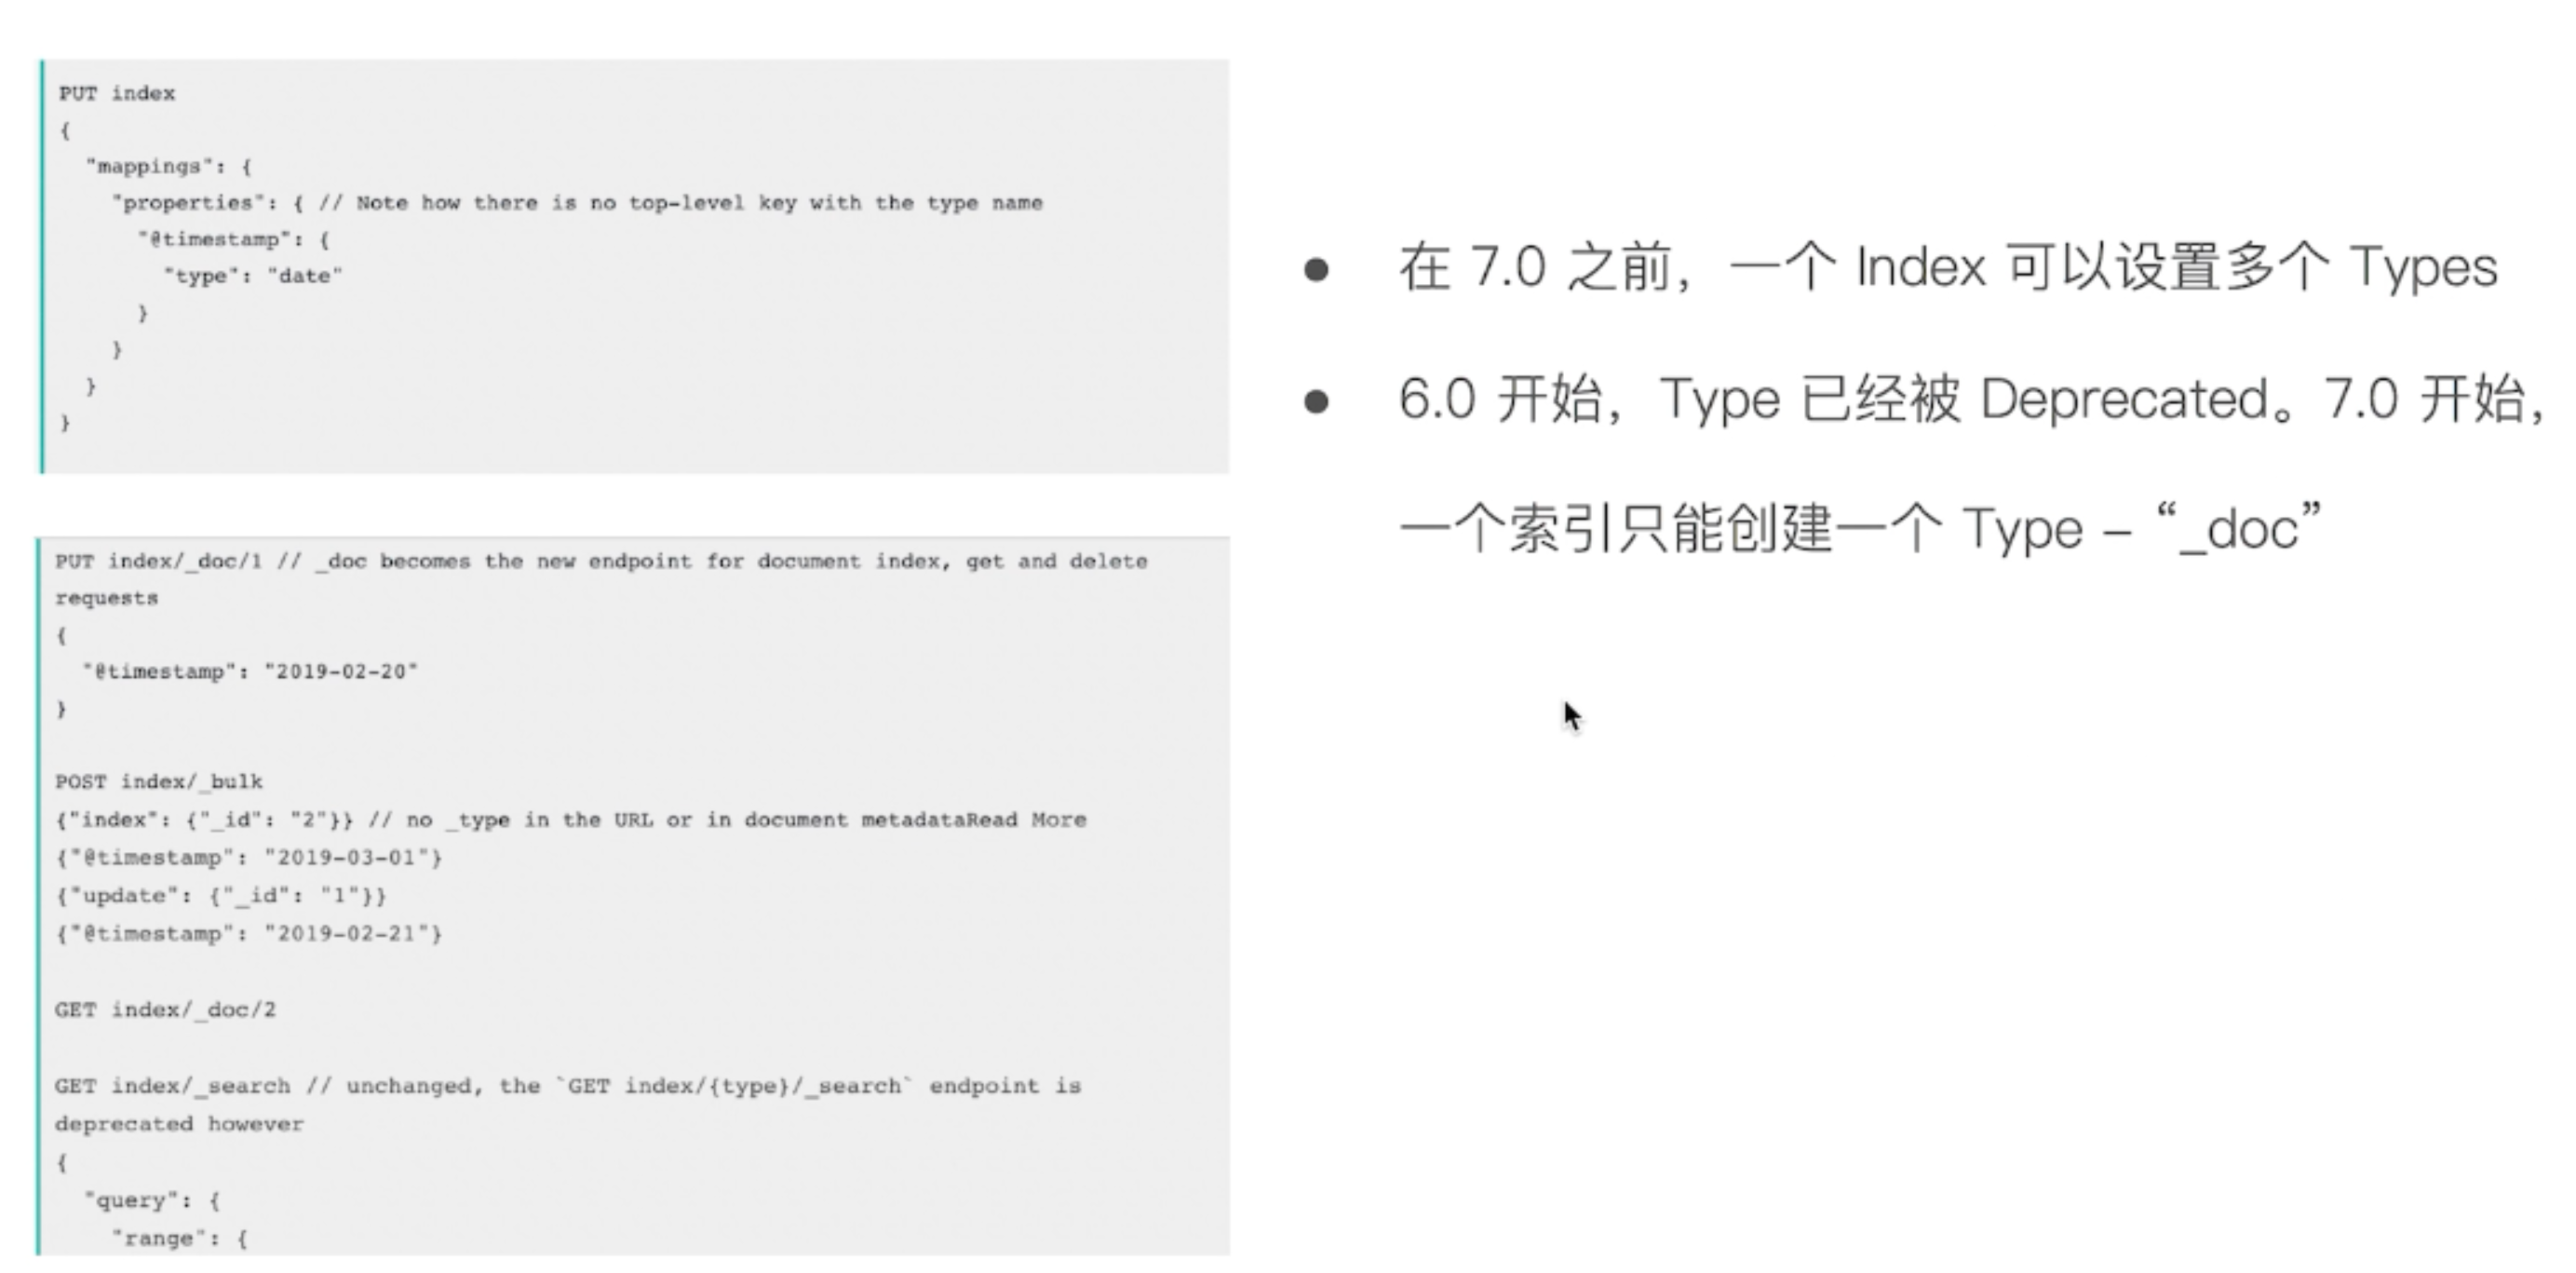 PUT index
{
  "mappings": {
    "properties": { // Note how there is no top-level key with the type name
      "@timestamp": {
        "type": "date"
      }
    }
  }
}
PUT index/_doc/1 // _doc becomes the new endpoint for document index, get and delete
requests
{
  "@timestamp": "2019-02-20"
}
POST index/_bulk
{"index": {"_id": "2"}} // no _type in the URL or in document metadataRead More
{"@timestamp": "2019-03-01"}
{"update": {"_id": "1"}}
{"@timestamp": "2019-02-21"}
GET index/_doc/2
GET index/_search // unchanged, the `GET index/{type}/_search` endpoint is
deprecated however
{
  "query": {
    "range": {
● 在 7.0 之前，一个 Index 可以设置多个 Types
● 6.0 开始，Type 已经被 Deprecated。7.0 开始，
一个索引只能创建一个 Type – “_doc”